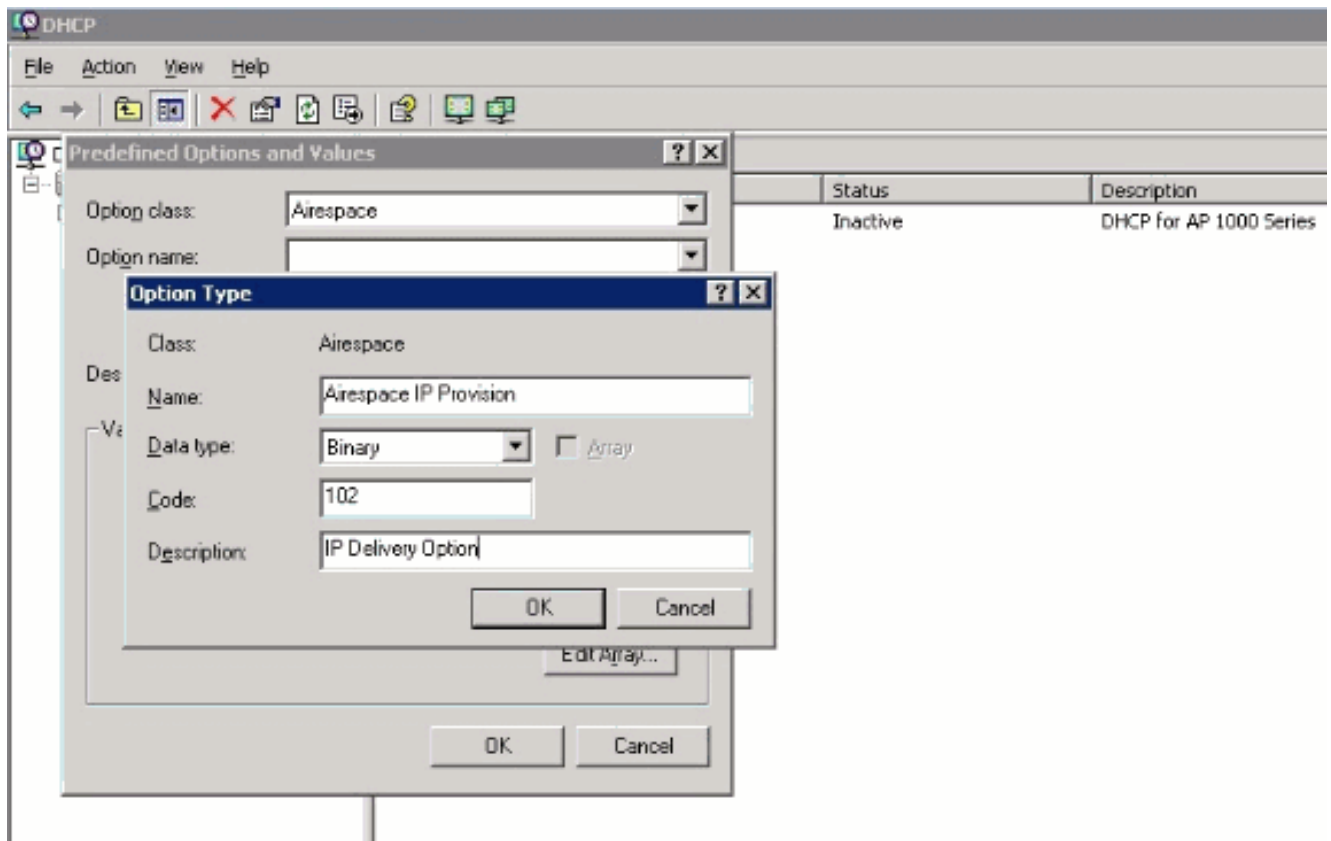 DHCP
File Action View Help
Predefined Options and Values
Status Description
Option class: Airespace
Inactive DHCP for AP 1000 Series
Option name:
Option Type
Class: Airespace
Name: Airespace IP Provision
Data type: Binary Array
Code: 102
Description: IP Delivery Option
OK Cancel
Edit Array...
OK Cancel